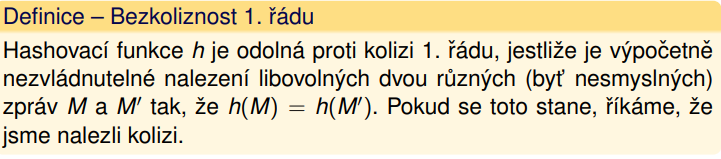 Definice – Bezkoliznost 1. řádu
Hashovací funkce h je odolná proti kolizi 1. řádu, jestliže je výpočetně
nezvládnutelné nalezení libovolných dvou různých (byť nesmyslných)
zpráv M a M′ tak, že h(M) = h(M′). Pokud se toto stane, říkáme, že
jsme nalezli kolizi.